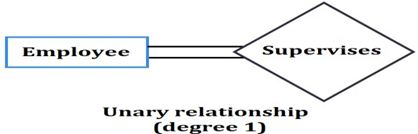 Employee
Supervises
Unary relationship
(degree 1)